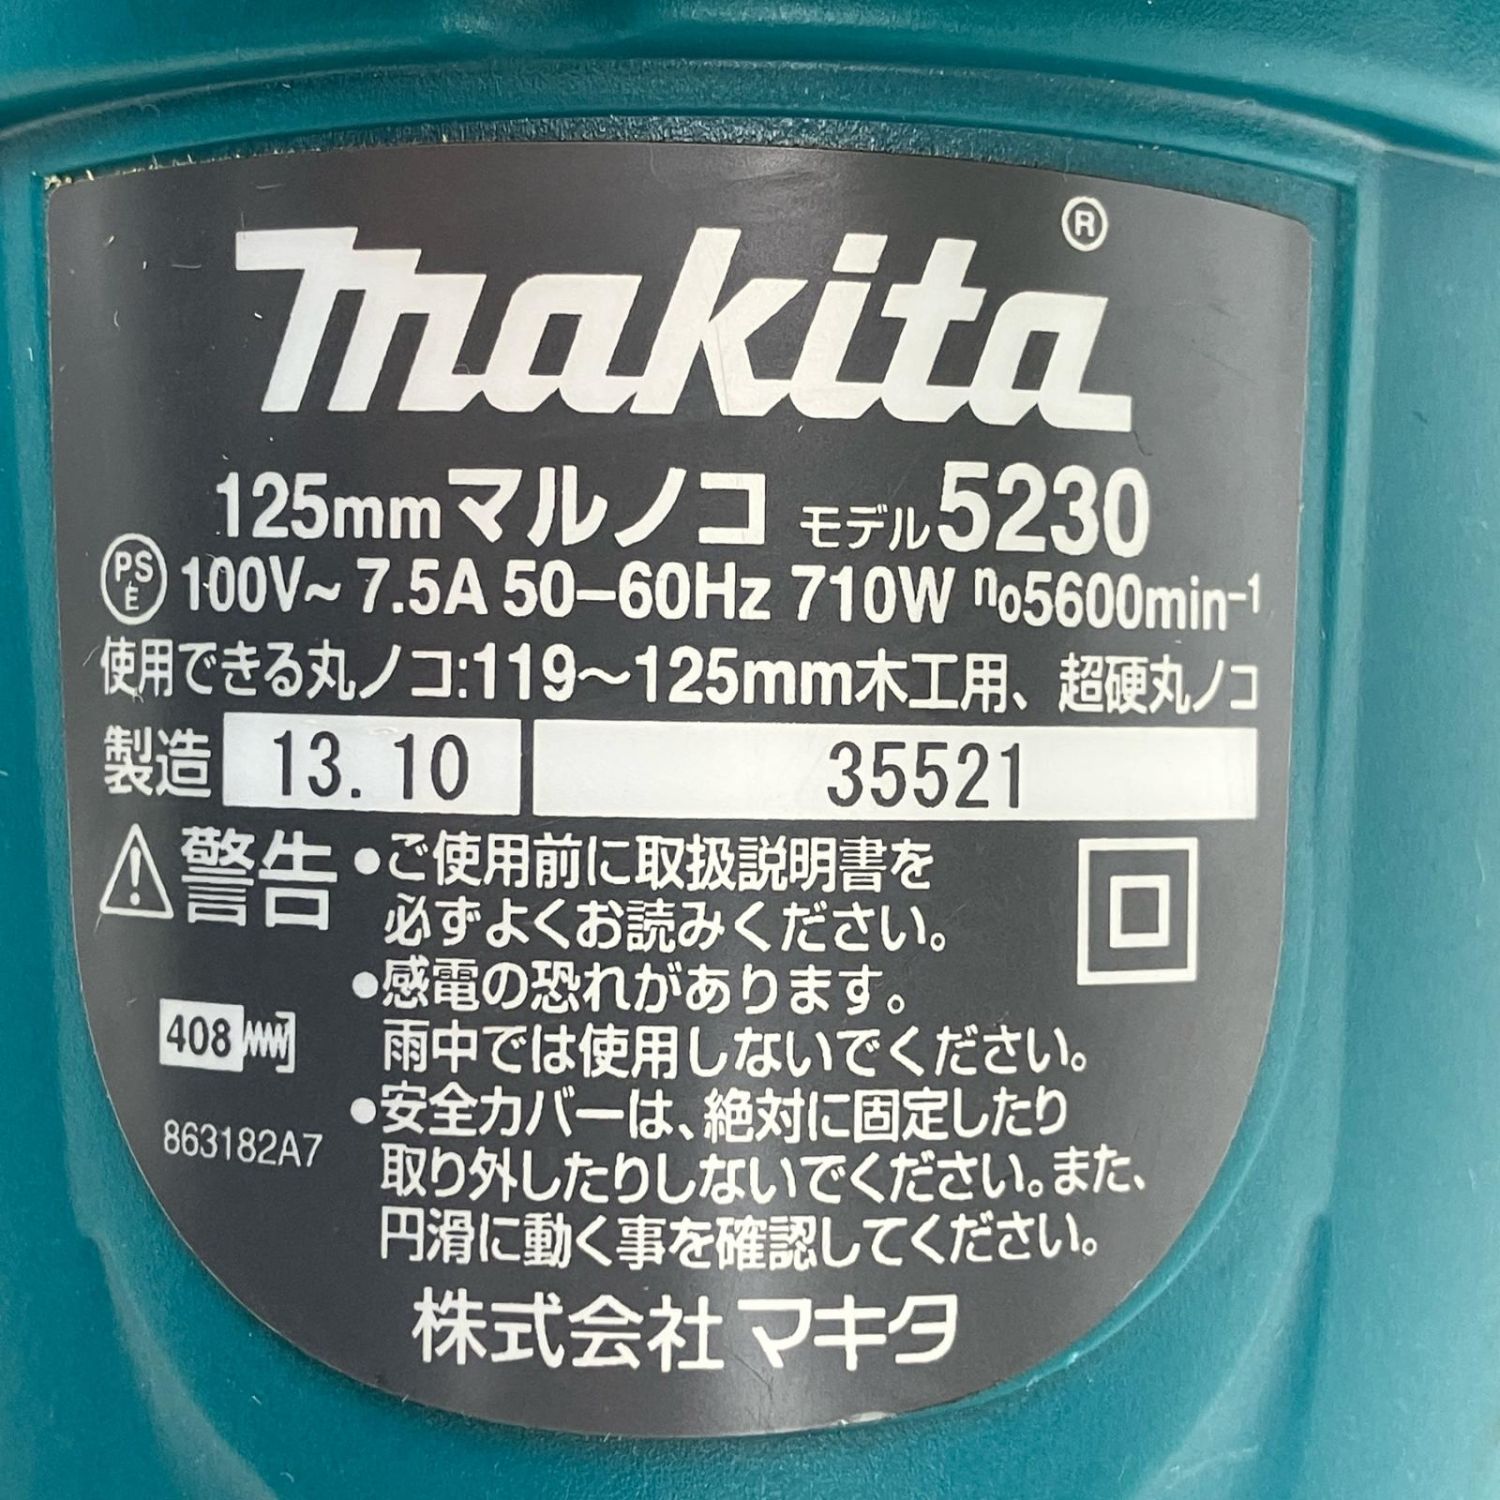 makita®
125mmマルノコ モデル5230
PSE 100V~ 7.5A 50-60Hz 710W n₀5600min⁻¹
使用できる丸ノコ:119~125mm木工用、超硬丸ノコ
製造 13.10 35521
警告 ●ご使用前に取扱説明書を
必ずよくお読みください。
●感電の恐れがあります。
雨中では使用しないでください。
●安全カバーは、絶対に固定したり
取り外したりしないでください。また、
円滑に動く事を確認してください。
408
863182A7
株式会社マキタ